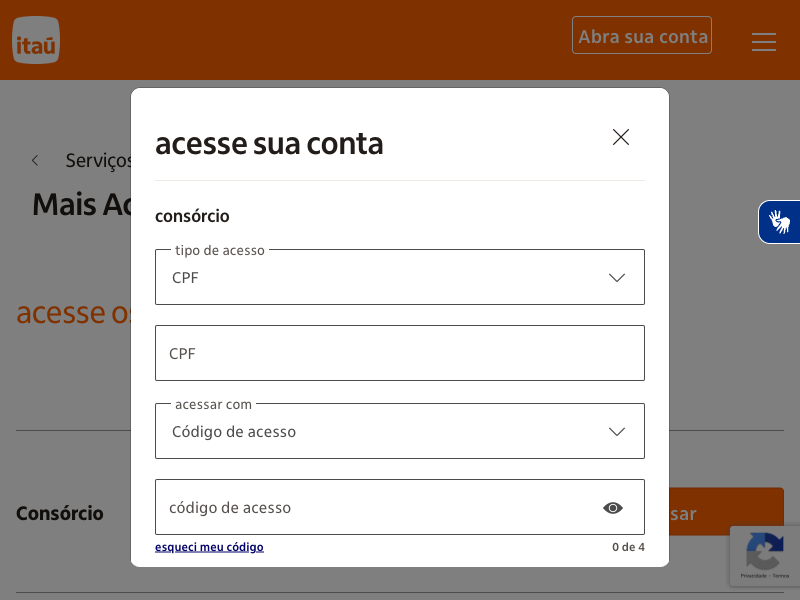 itaú
Abra sua conta
acesse sua conta
Serviços
Mais Ac
consórcio
tipo de acesso
CPF
acesse os
CPF
acessar com
Código de acesso
Consórcio
código de acesso
sar
esqueci meu código
0 de 4
Privacidade - Termos